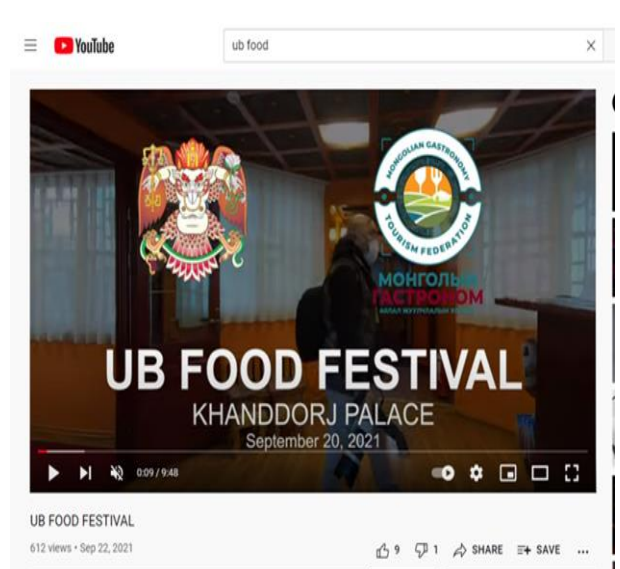 YouTube
ub food
MONGOLIAN GASTRONOMY
TOURISM FEDERATION
МОНГОЛЫН
ГАСТРОНОМ
UB FOOD FESTIVAL
KHANDDORJ PALACE
September 20, 2021
0:09 / 9:48
UB FOOD FESTIVAL
612 views • Sep 22, 2021
9
1
SHARE
SAVE